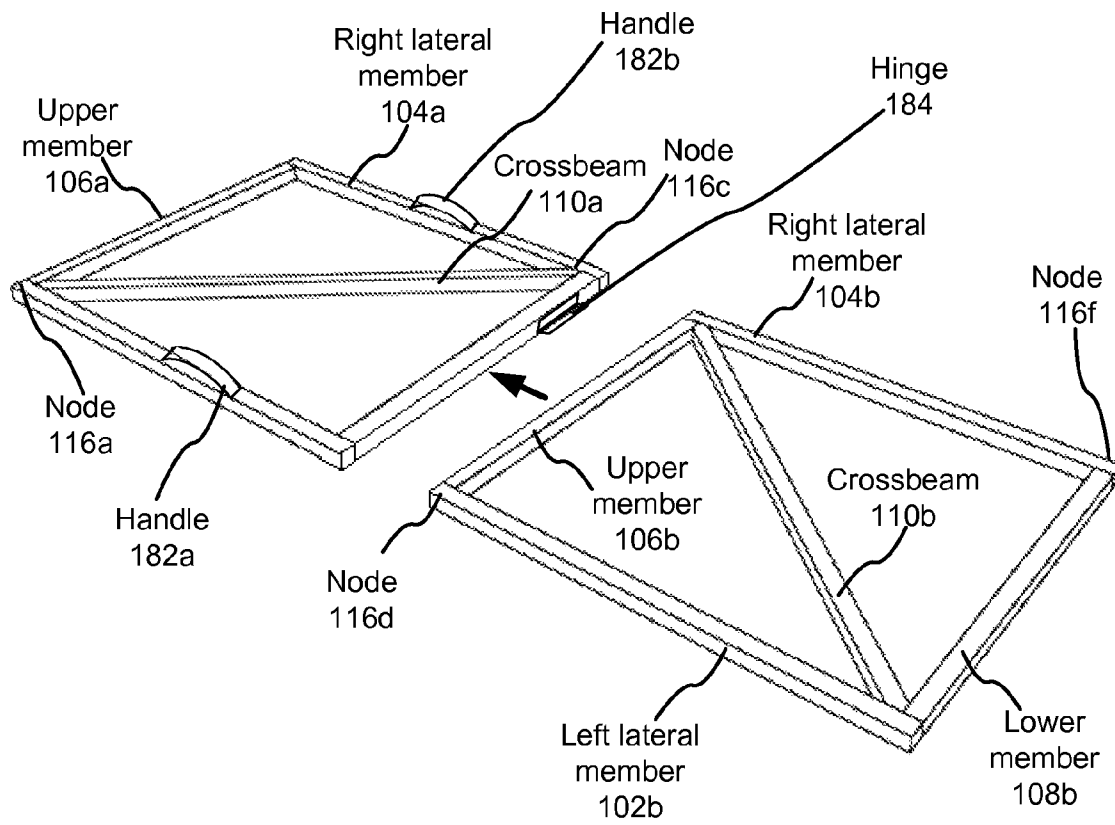 Handle
182b
Right lateral
member
104a
Hinge
184
Upper
member
106a
Crossbeam
110a
Node
116c
Right lateral
member
104b
Node
116f
Node
116a
Handle
182a
Upper
member
106b
Crossbeam
110b
Node
116d
Left lateral
member
102b
Lower
member
108b